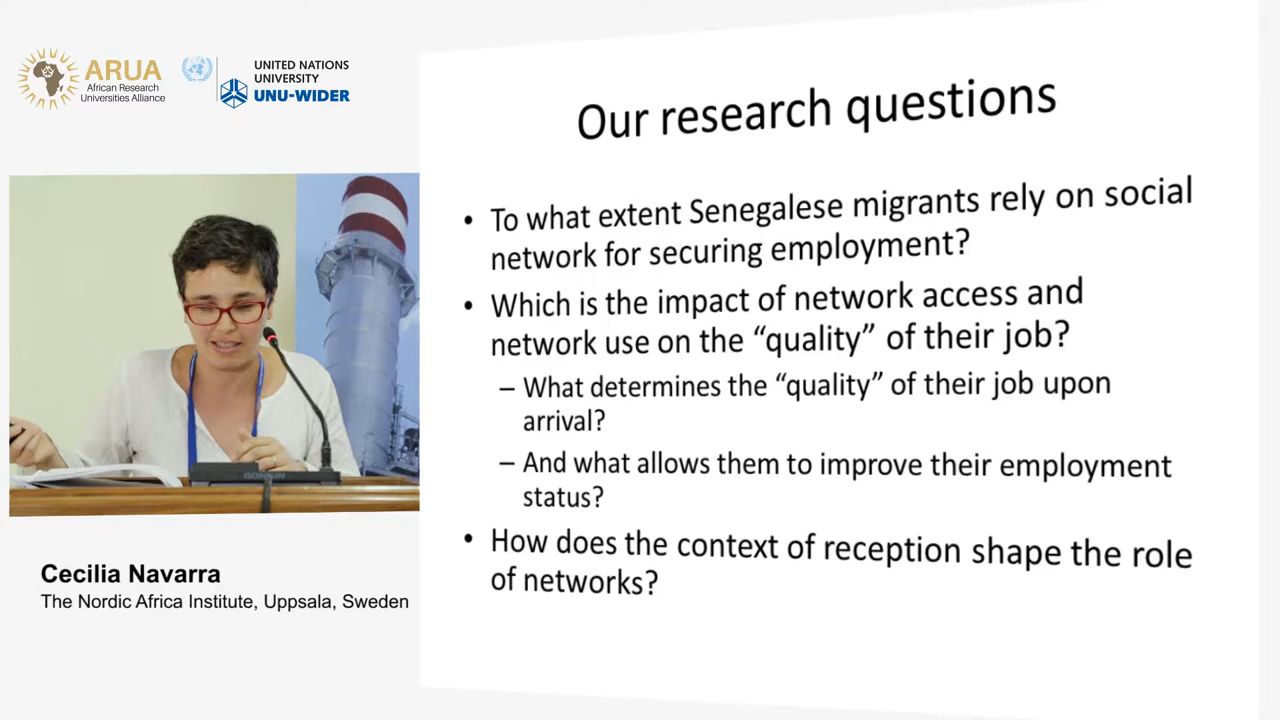 ARUA
African Research
Universities Alliance
UNITED NATIONS
UNIVERSITY
UNU-WIDER
Our research questions
• To what extent Senegalese migrants rely on social
network for securing employment?
• Which is the impact of network access and
network use on the “quality” of their job?
– What determines the “quality” of their job upon
arrival?
– And what allows them to improve their employment
status?
• How does the context of reception shape the role
of networks?
Cecilia Navarra
The Nordic Africa Institute, Uppsala, Sweden